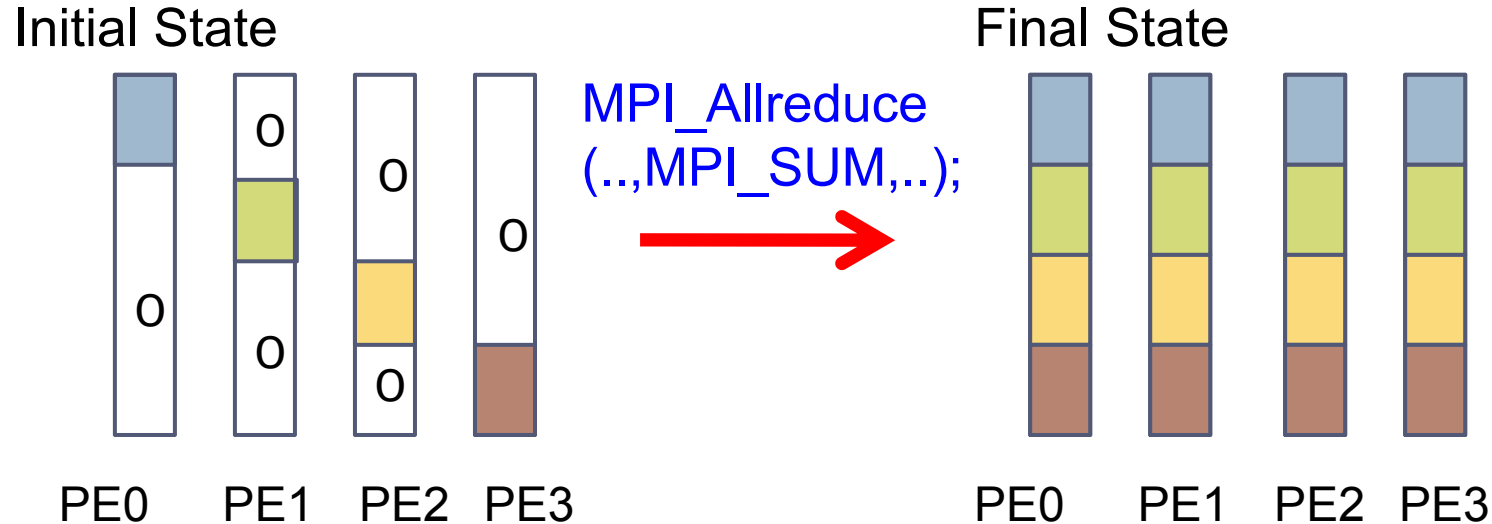 Initial State
Final State
MPI_Allreduce
(..,MPI_SUM,..);
0
0
0
0
0
0
PE0
PE1
PE2
PE3
PE0
PE1
PE2
PE3